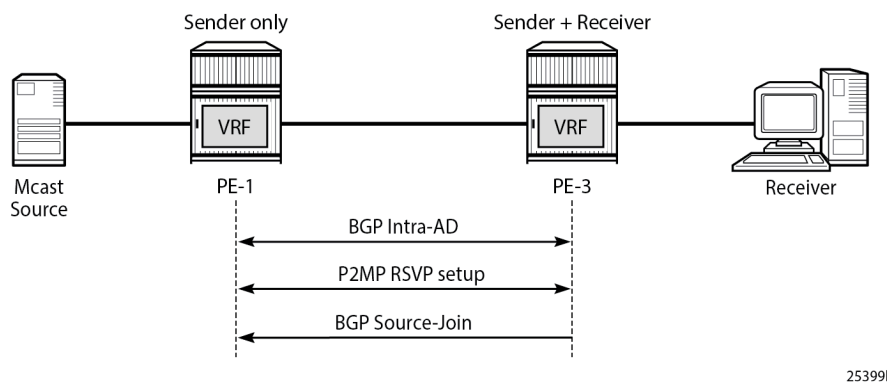 Sender only
Sender + Receiver
VRF
VRF
Mcast
Source
PE-1
PE-3
Receiver
BGP Intra-AD
P2MP RSVP setup
BGP Source-Join